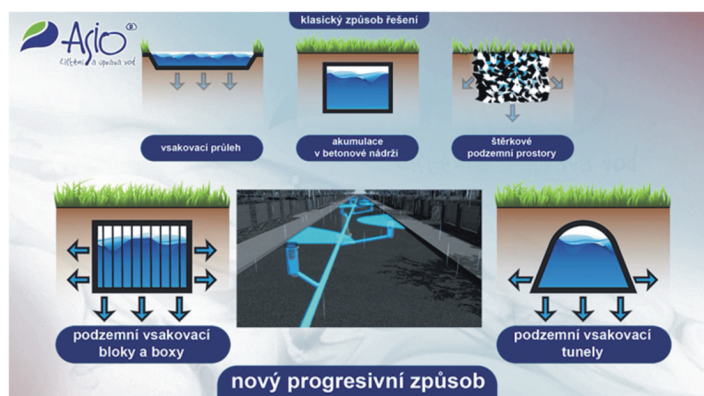 klasický způsob řešení
Asio®
čištění a úprava vod
vsakovací průleh
akumulace
v betonové nádrži
štěrkové
podzemní prostory
podzemní vsakovací
bloky a boxy
podzemní vsakovací
tunely
nový progresivní způsob